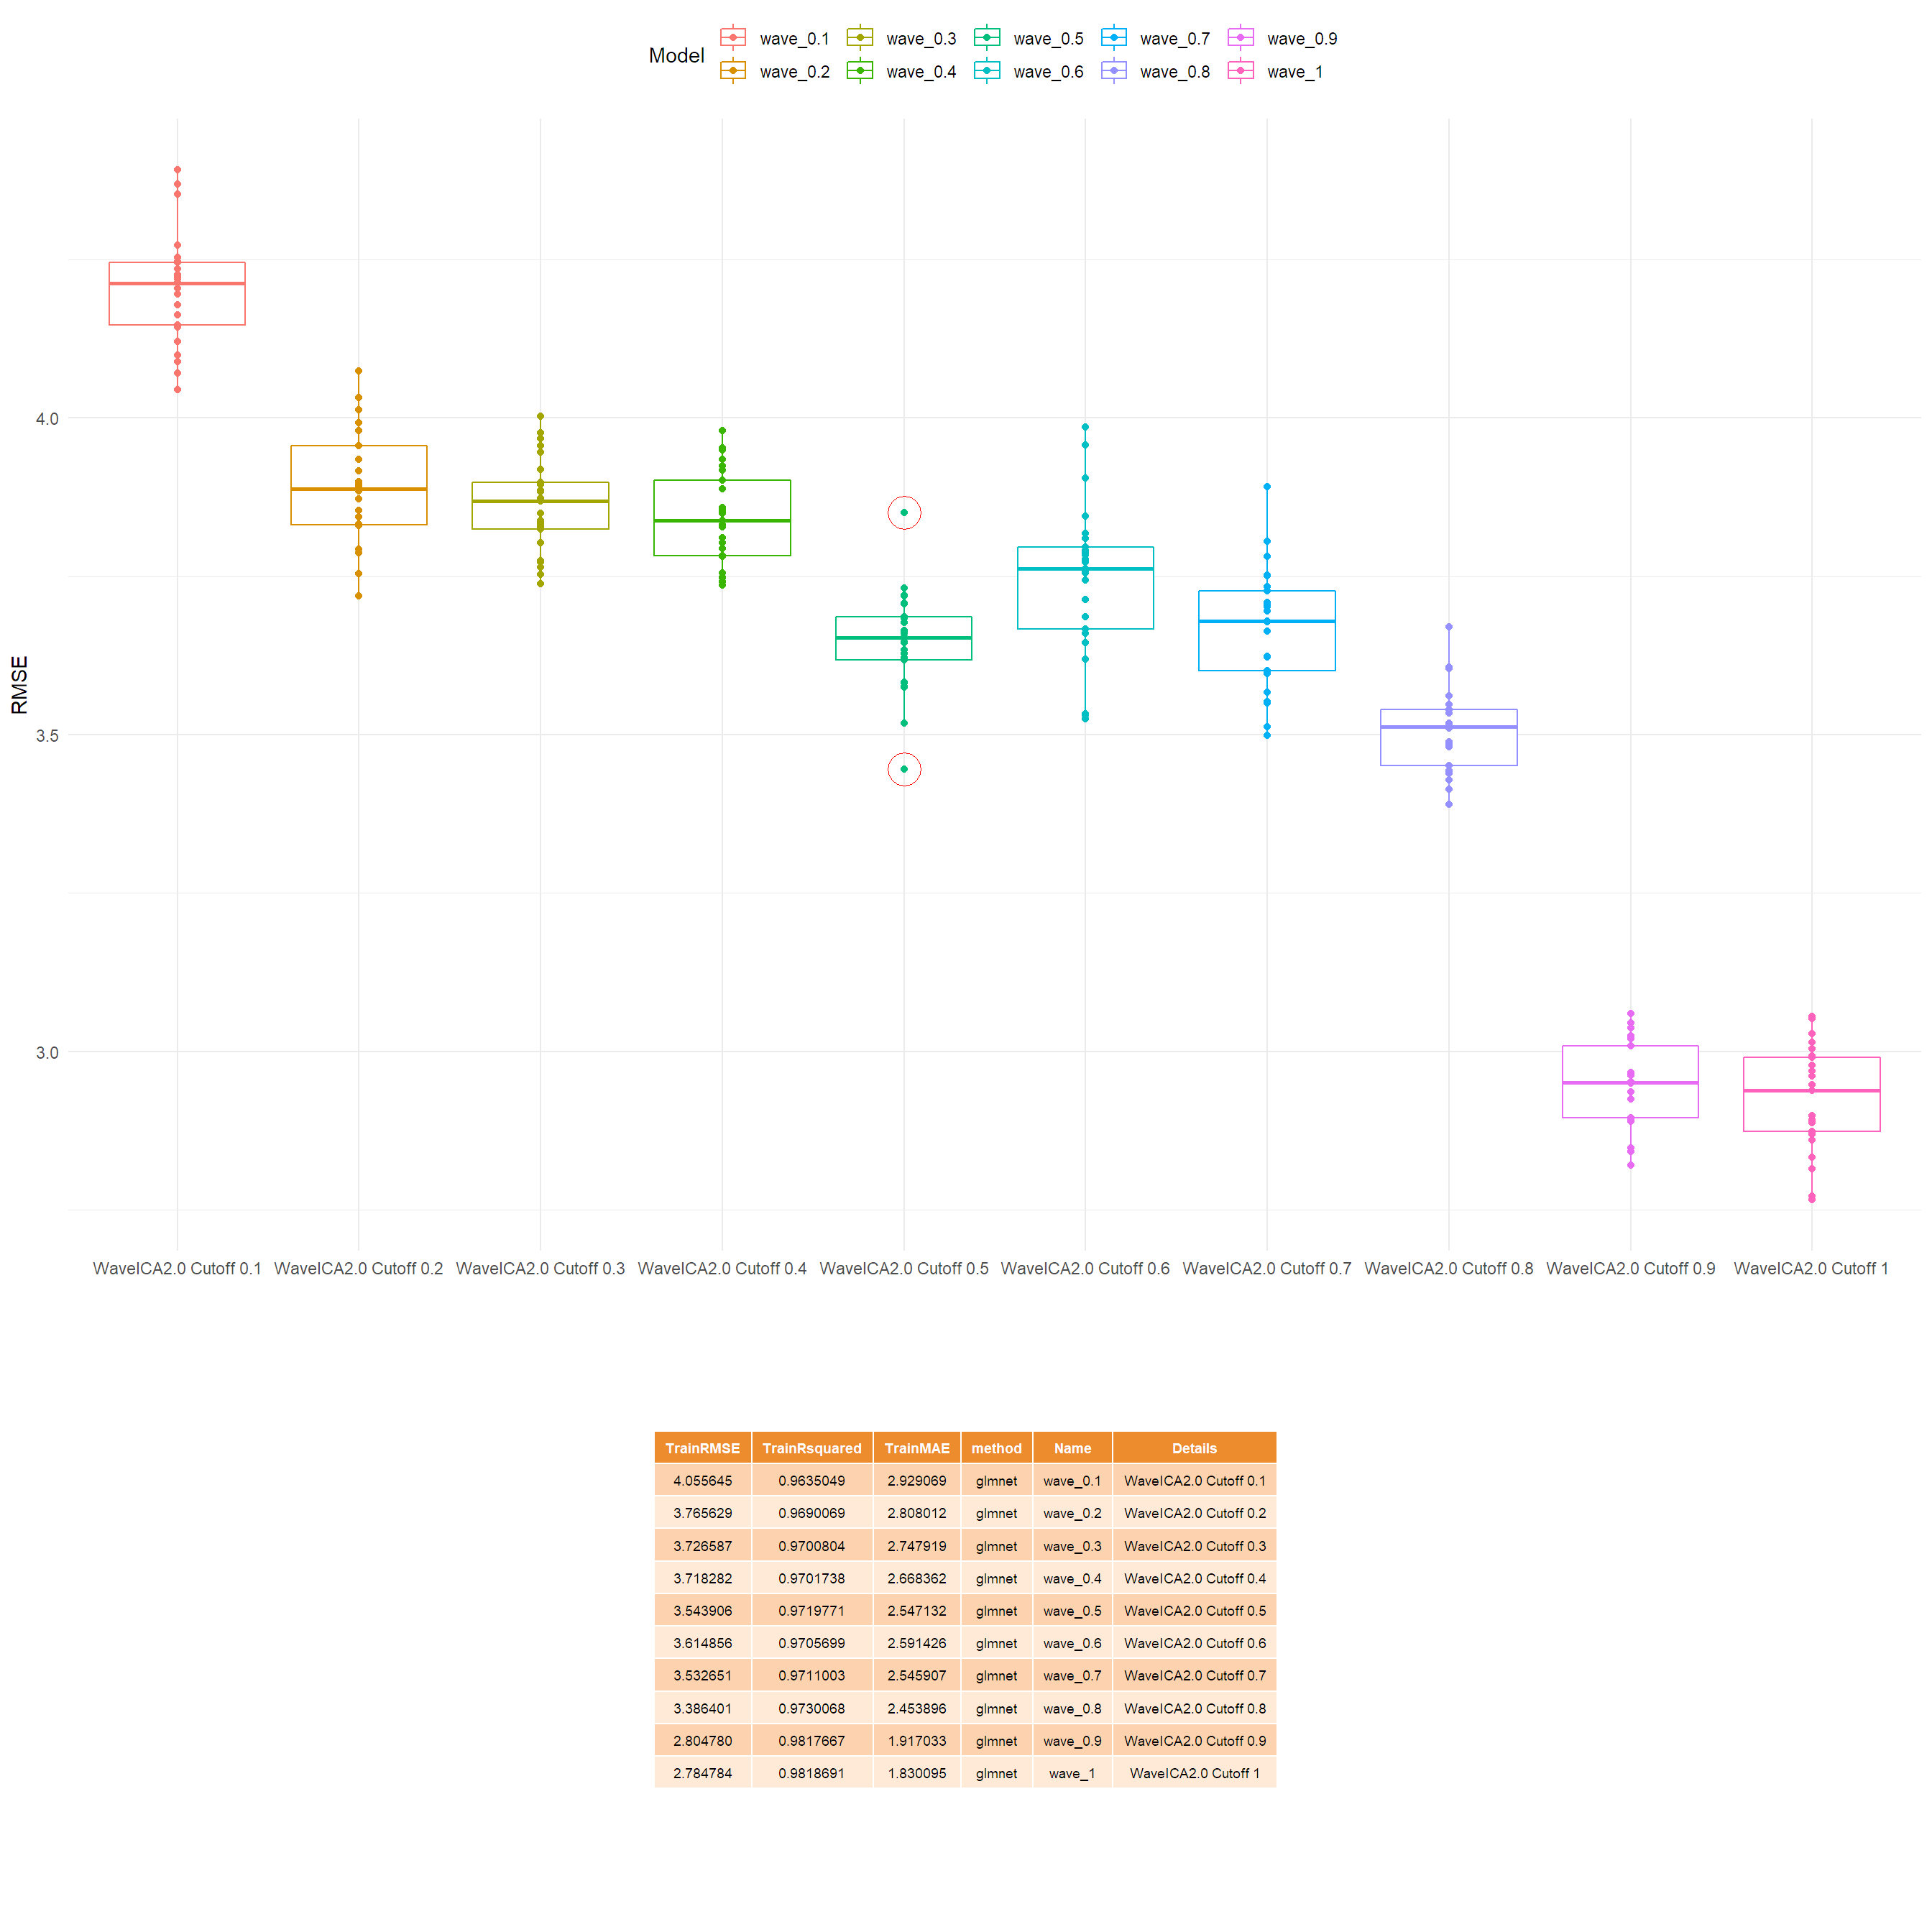 Model
wave_0.1 wave_0.3 wave_0.5 wave_0.7 wave_0.9
wave_0.2 wave_0.4 wave_0.6 wave_0.8 wave_1
RMSE
4.0
3.5
3.0
WaveICA2.0 Cutoff 0.1 WaveICA2.0 Cutoff 0.2 WaveICA2.0 Cutoff 0.3 WaveICA2.0 Cutoff 0.4 WaveICA2.0 Cutoff 0.5 WaveICA2.0 Cutoff 0.6 WaveICA2.0 Cutoff 0.7 WaveICA2.0 Cutoff 0.8 WaveICA2.0 Cutoff 0.9 WaveICA2.0 Cutoff 1
TrainRMSE TrainRsquared TrainMAE method Name Details
4.055645 0.9635049 2.929069 glmnet wave_0.1 WaveICA2.0 Cutoff 0.1
3.765629 0.9690069 2.808012 glmnet wave_0.2 WaveICA2.0 Cutoff 0.2
3.726587 0.9700804 2.747919 glmnet wave_0.3 WaveICA2.0 Cutoff 0.3
3.718282 0.9701738 2.668362 glmnet wave_0.4 WaveICA2.0 Cutoff 0.4
3.543906 0.9719771 2.547132 glmnet wave_0.5 WaveICA2.0 Cutoff 0.5
3.614856 0.9705699 2.591426 glmnet wave_0.6 WaveICA2.0 Cutoff 0.6
3.532651 0.9711003 2.545907 glmnet wave_0.7 WaveICA2.0 Cutoff 0.7
3.386401 0.9730068 2.453896 glmnet wave_0.8 WaveICA2.0 Cutoff 0.8
2.804780 0.9817667 1.917033 glmnet wave_0.9 WaveICA2.0 Cutoff 0.9
2.784784 0.9818691 1.830095 glmnet wave_1 WaveICA2.0 Cutoff 1